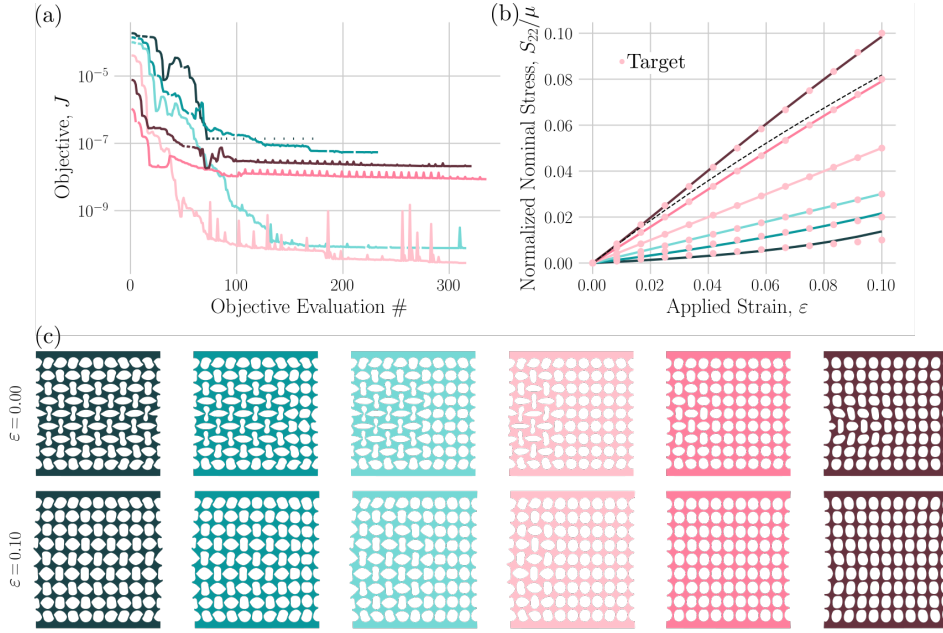 (a)
Objective, J
10⁻⁵
10⁻⁷
10⁻⁹
0
100
200
300
Objective Evaluation #
(b)
Normalized Nominal Stress, S₂₂/μ
0.10
0.08
0.06
0.04
0.02
0.00
Target
0.00
0.02
0.04
0.06
0.08
0.10
Applied Strain, ε
(c)
ε = 0.00
ε = 0.10